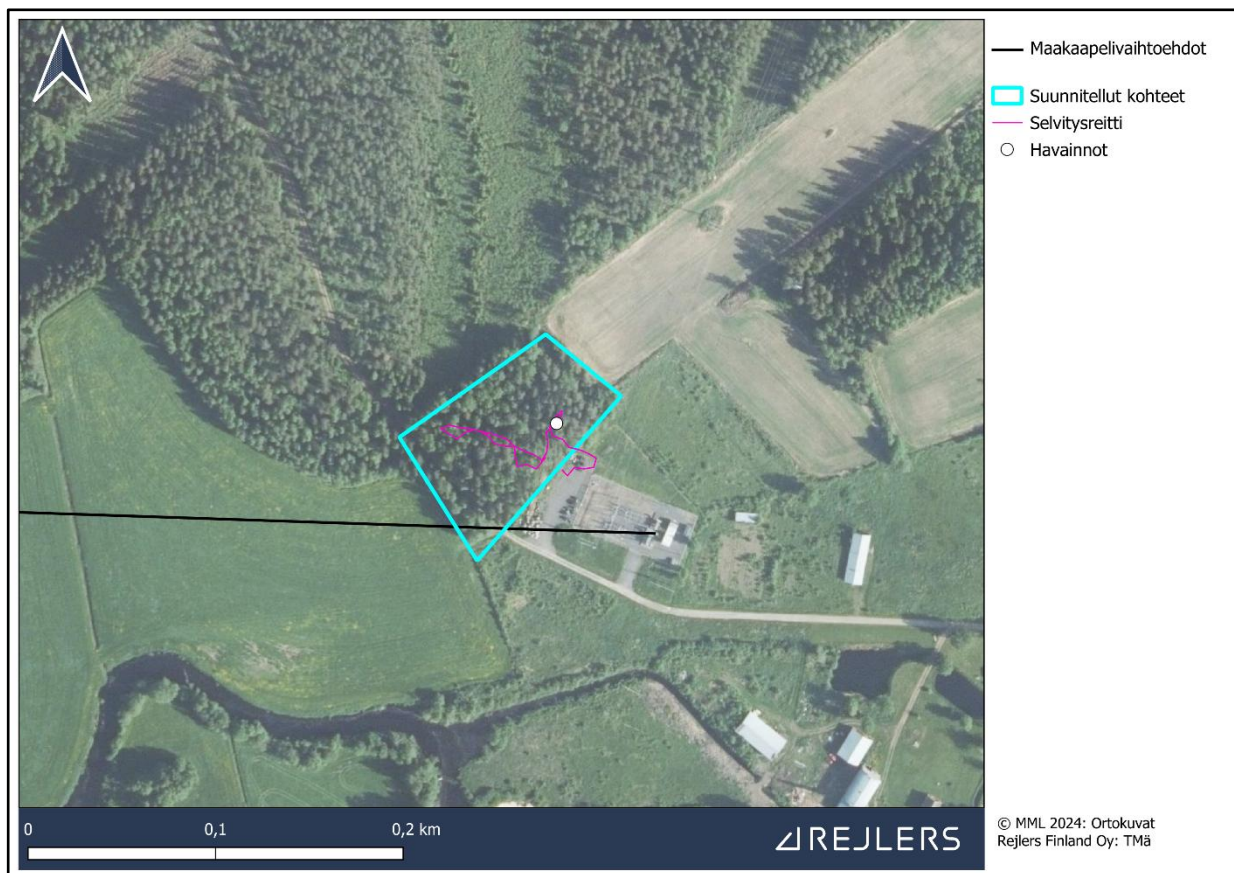 Maakaapelivaihtoehdot
Suunnitellut kohteet
Selvitysreitti
Havainnot
0
0,1
0,2 km
REJLERS
© MML 2024: Ortokuvat
Rejlers Finland Oy: TMä